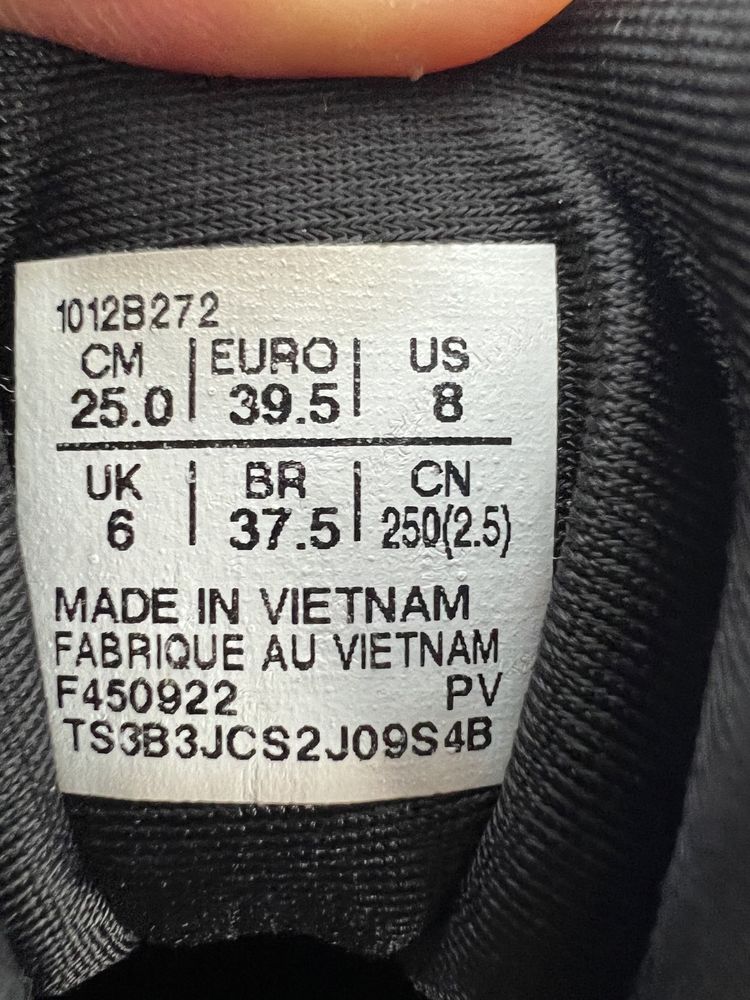 1012B272
CM | EURO | US
25.0 | 39.5 | 8
UK | BR | CN
6 | 37.5 | 250(2.5)
MADE IN VIETNAM
FABRIQUE AU VIETNAM
F450922 PV
TS3B3JCS2J09S4B